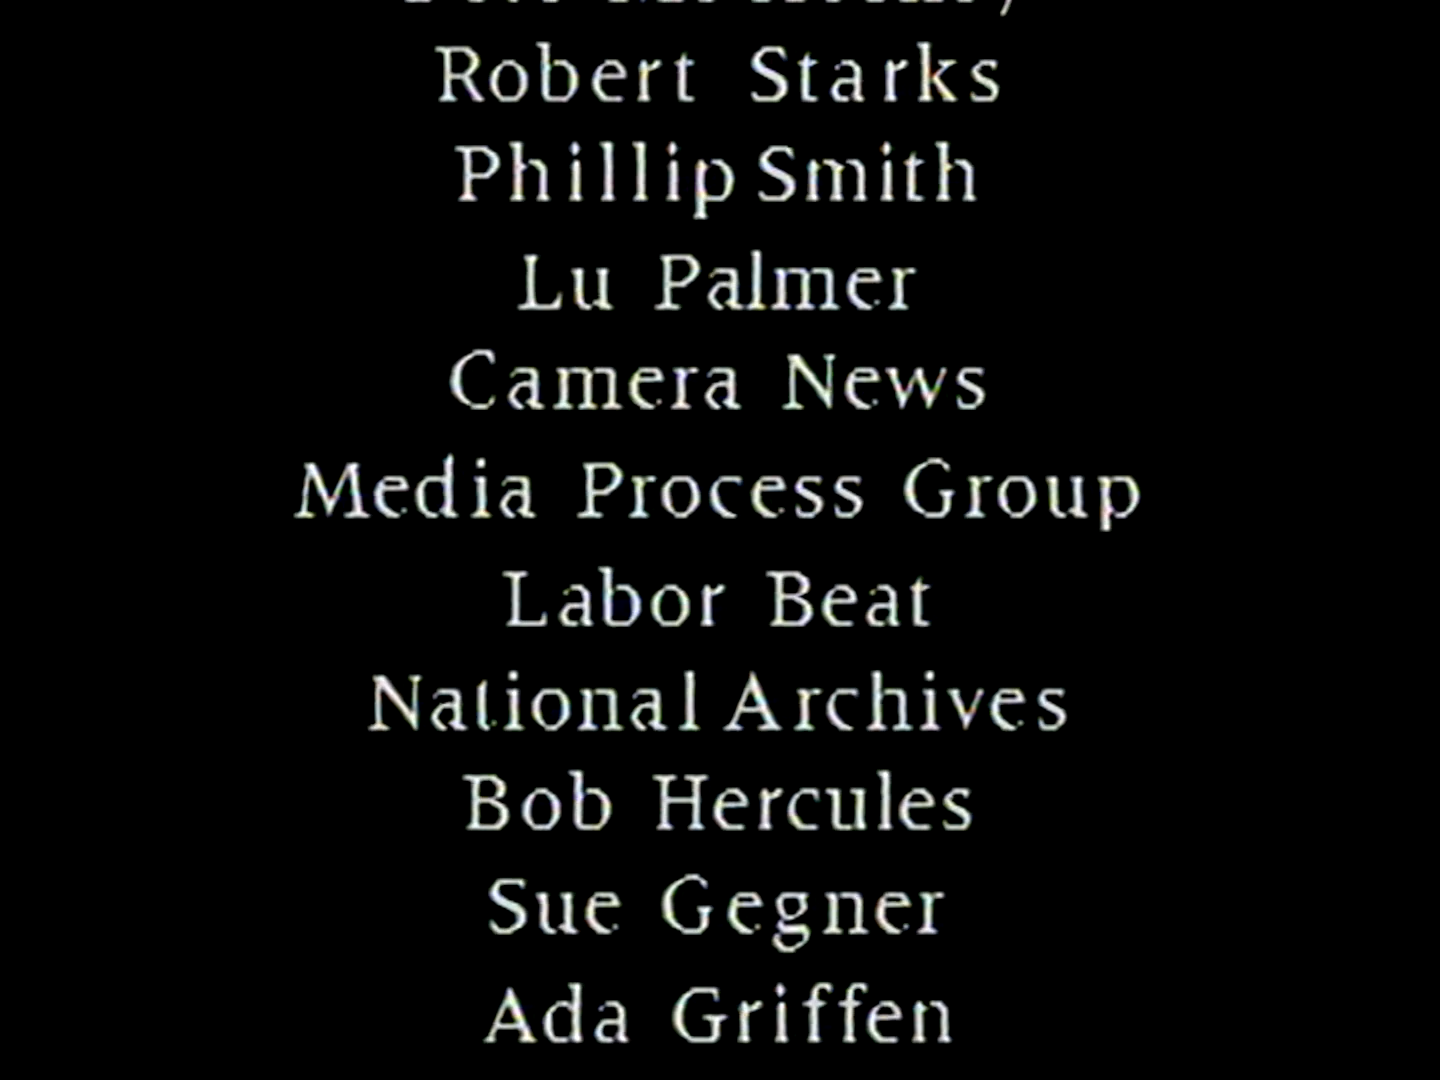 Robert Starks
Phillip Smith
Lu Palmer
Camera News
Media Process Group
Labor Beat
National Archives
Bob Hercules
Sue Gegner
Ada Griffen